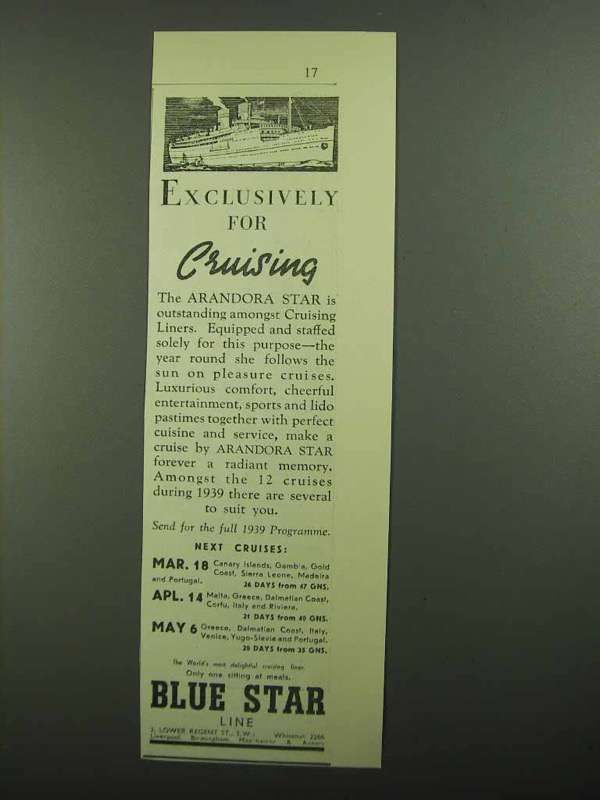 17
EXCLUSIVELY
FOR
Cruising
The ARANDORA STAR is
outstanding amongst Cruising
Liners. Equipped and staffed
solely for this purpose—the
year round she follows the
sun on pleasure cruises.
Luxurious comfort, cheerful
entertainment, sports and lido
pastimes together with perfect
cuisine and service, make a
cruise by ARANDORA STAR
forever a radiant memory.
Amongst the 12 cruises
during 1939 there are several
to suit you.
Send for the full 1939 Programme.
NEXT CRUISES:
MAR. 18 Canary Islands, Gambia, Gold
Coast, Sierra Leone, Madeira
and Portugal. 26 DAYS from 47 GNS.
APL. 14 Malta, Greece, Dalmatian Coast,
Corfu, Italy and Riviera.
21 DAYS from 40 GNS.
MAY 6 Greece, Dalmatian Coast, Italy,
Venice, Yugo-Slavia and Portugal.
20 DAYS from 35 GNS.
The World's most delightful cruising liner.
Only one sitting at meals.
BLUE STAR
LINE
3, LOWER REGENT ST., S.W.1 Whitehall 2266
Liverpool, Birmingham, Manchester &